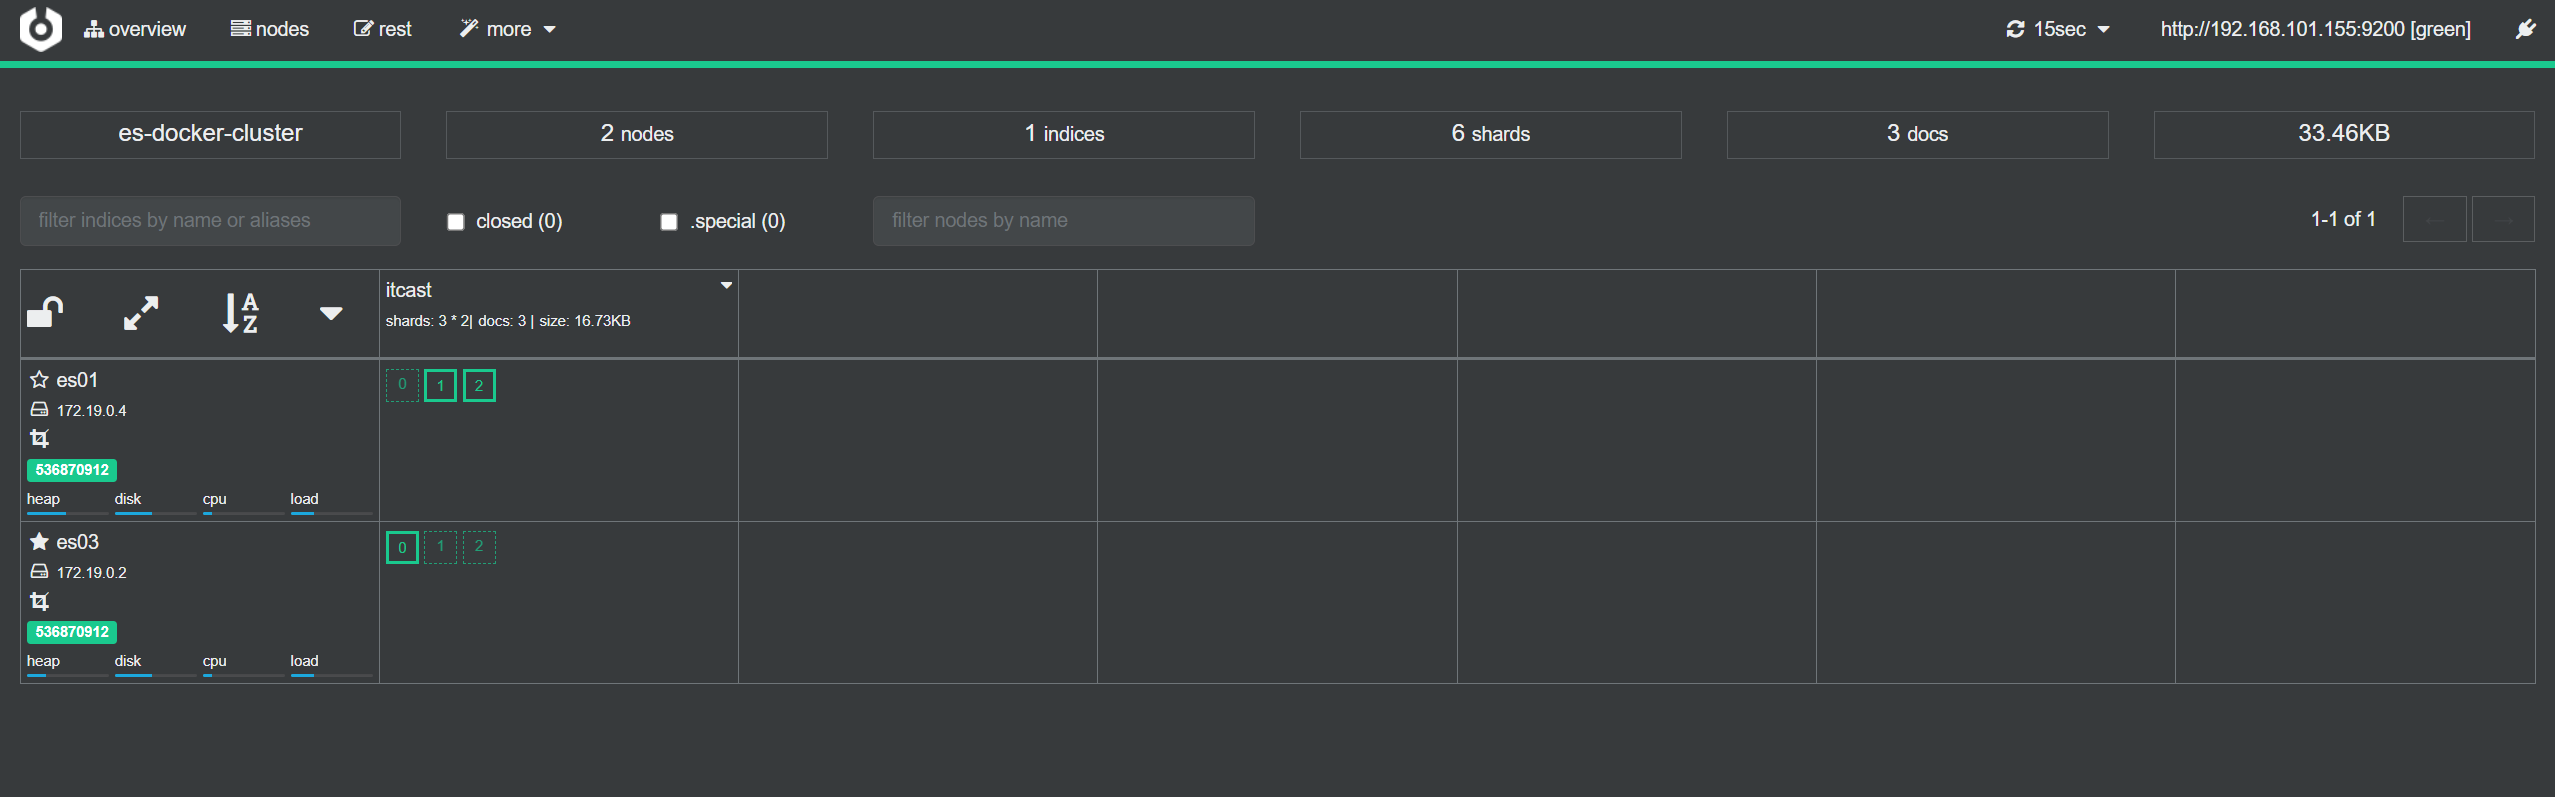 overview nodes rest more 15sec http://192.168.101.155:9200 [green]
es-docker-cluster 2 nodes 1 indices 6 shards 3 docs 33.46KB
filter indices by name or aliases closed (0) .special (0) filter nodes by name 1-1 of 1 ← →
A
Z
itcast
shards: 3 * 2| docs: 3 | size: 16.73KB
es01 0 1 2
172.19.0.4
536870912
heap disk cpu load
es03 0 1 2
172.19.0.2
536870912
heap disk cpu load